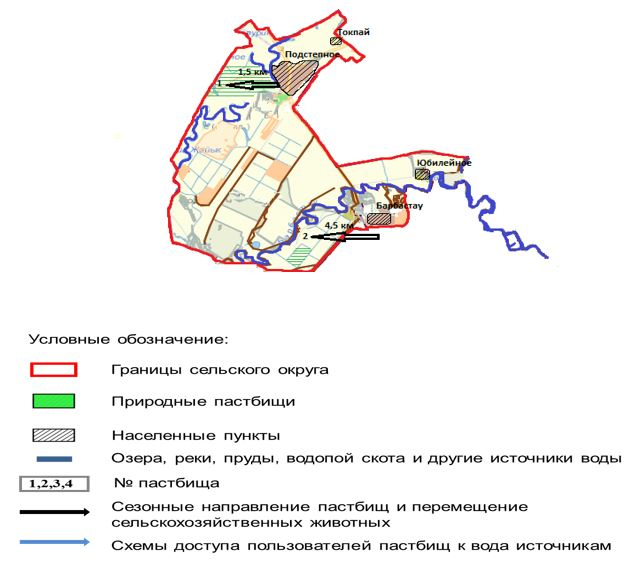 Токпай
Подстепное
1,5 км
1
Юбилейное
Барбастау
4,5 км
2
Условные обозначение:
Границы сельского округа
Природные пастбищи
Населенные пункты
Озера, реки, пруды, водопой скота и другие источники воды
1,2,3,4 № пастбища
Сезонные направление пастбищ и перемещение
сельскохозяйственных животных
Схемы доступа пользователей пастбищ к вода источникам